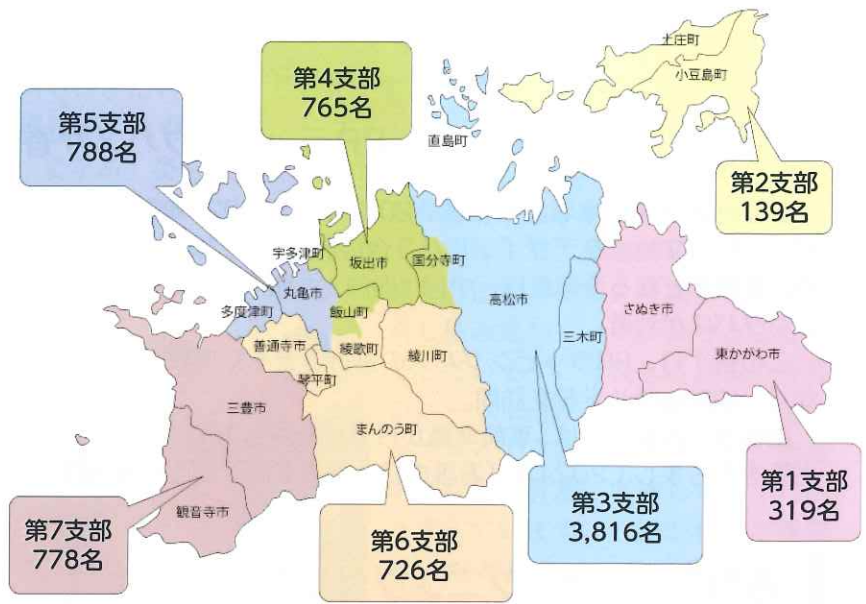 土庄町
小豆島町
第4支部
765名
第5支部
788名
直島町
第2支部
139名
宇多津町
坂出市
国分寺町
丸亀市
高松市
さぬき市
多度津町
飯山町
三木町
善通寺市
綾歌町
綾川町
東かがわ市
琴平町
三豊市
まんのう町
観音寺市
第1支部
319名
第3支部
3,816名
第7支部
778名
第6支部
726名